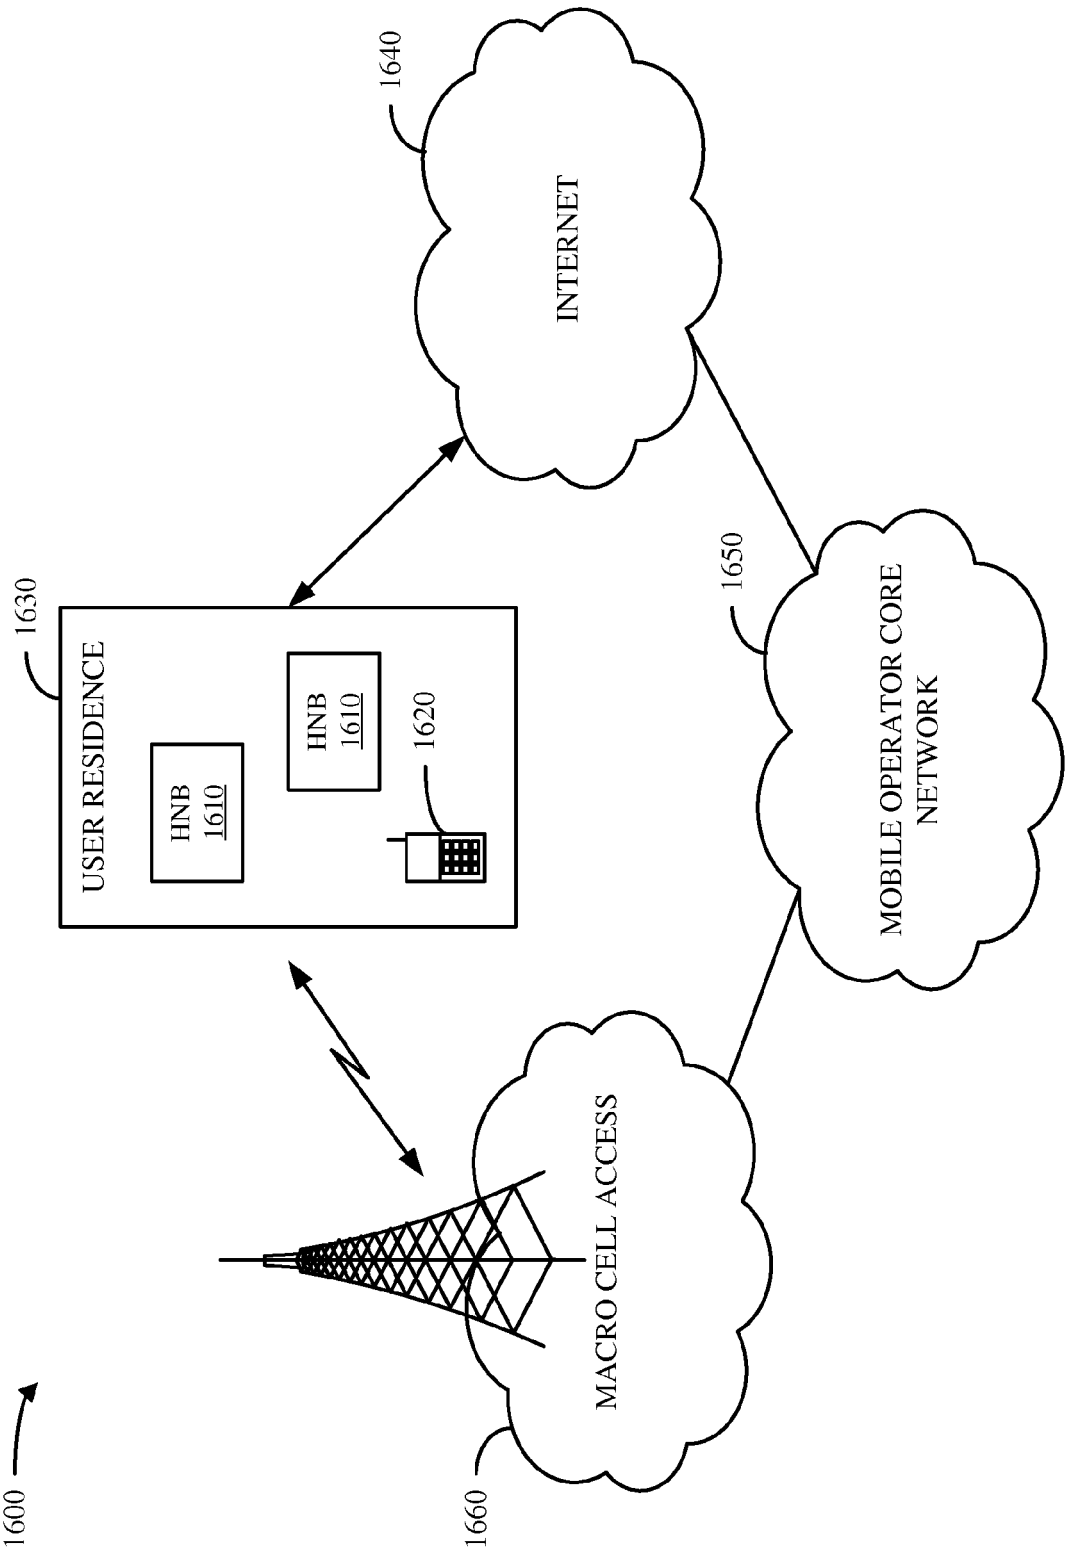 1600
1630
USER RESIDENCE
HNB
1610
HNB
1610
1620
1640
INTERNET
1660
MACRO CELL ACCESS
1650
MOBILE OPERATOR CORE
NETWORK